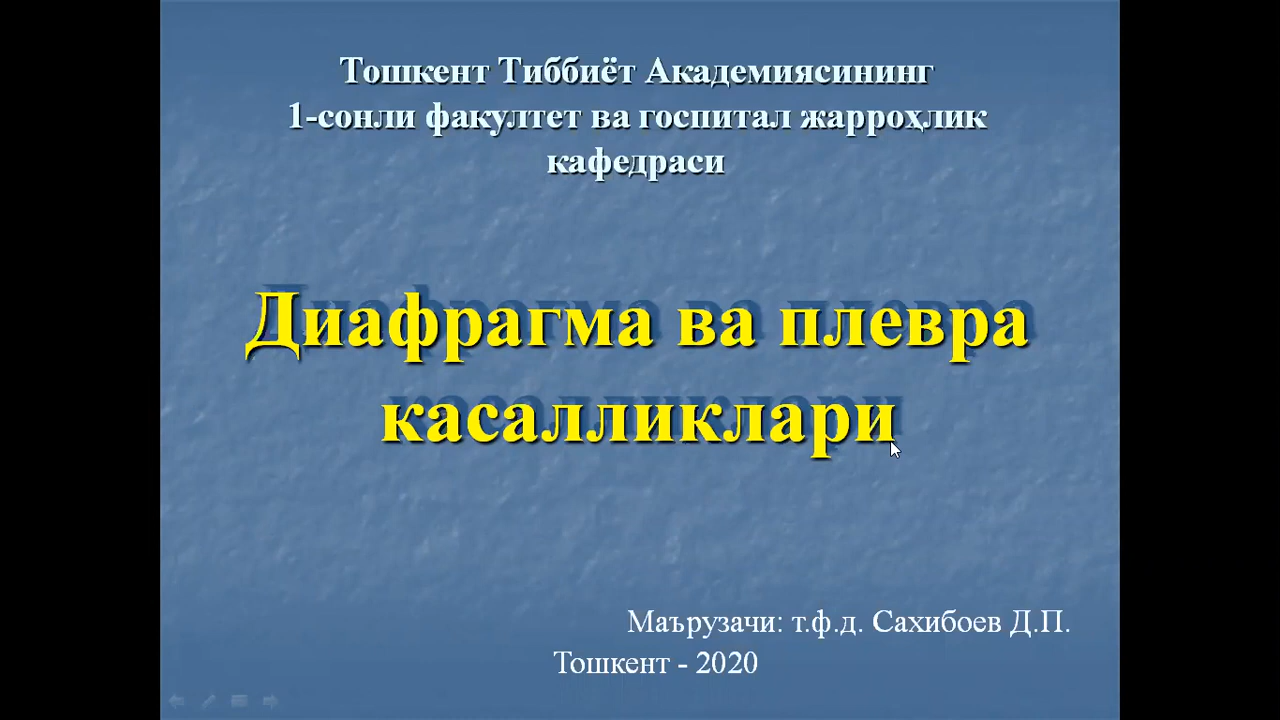 Тошкент Тиббиёт Академиясининг
1-сонли факултет ва госпитал жарроҳлик
кафедраси
Диафрагма ва плевра
касалликлари
Маърузачи: т.ф.д. Сахибоев Д.П.
Тошкент - 2020